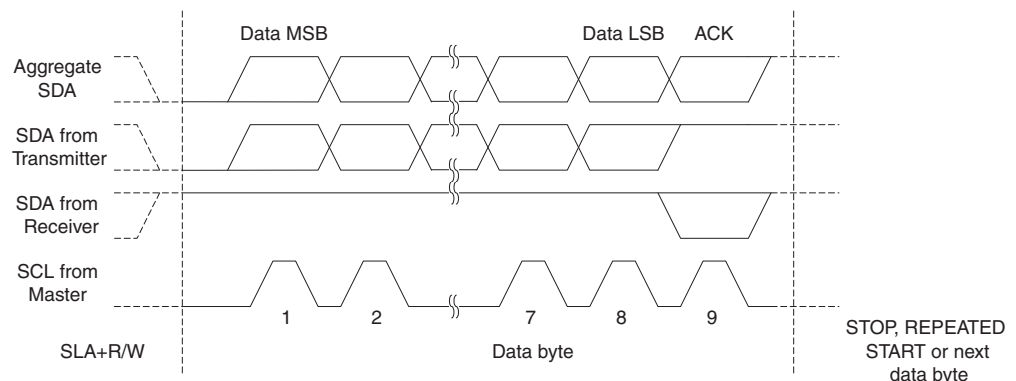 Data MSB
Data LSB
ACK
Aggregate
SDA
SDA from
Transmitter
SDA from
Receiver
SCL from
Master
1
2
7
8
9
SLA+R/W
Data byte
STOP, REPEATED
START or next
data byte